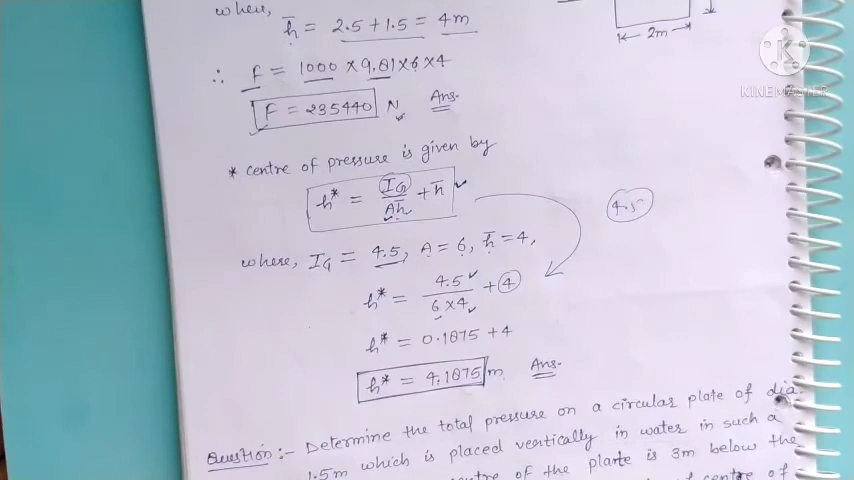 where,
h̄ = 2.5 + 1.5 = 4m
2m
∴ F = 1000 × 9.81 × 6 × 4
F = 235440 N Ans.
K
KINEMASTER
* centre of pressure is given by
h* = IG / Ah̄ + h̄
4.5
where, IG = 4.5, A = 6, h̄ = 4,
h* = 4.5 / 6×4 + 4
h* = 0.1875 + 4
h* = 4.1875 m Ans.
Question :- Determine the total pressure on a circular plate of dia.
1.5m which is placed vertically in water in such a
centre of the plate is 3m below the
of centre of